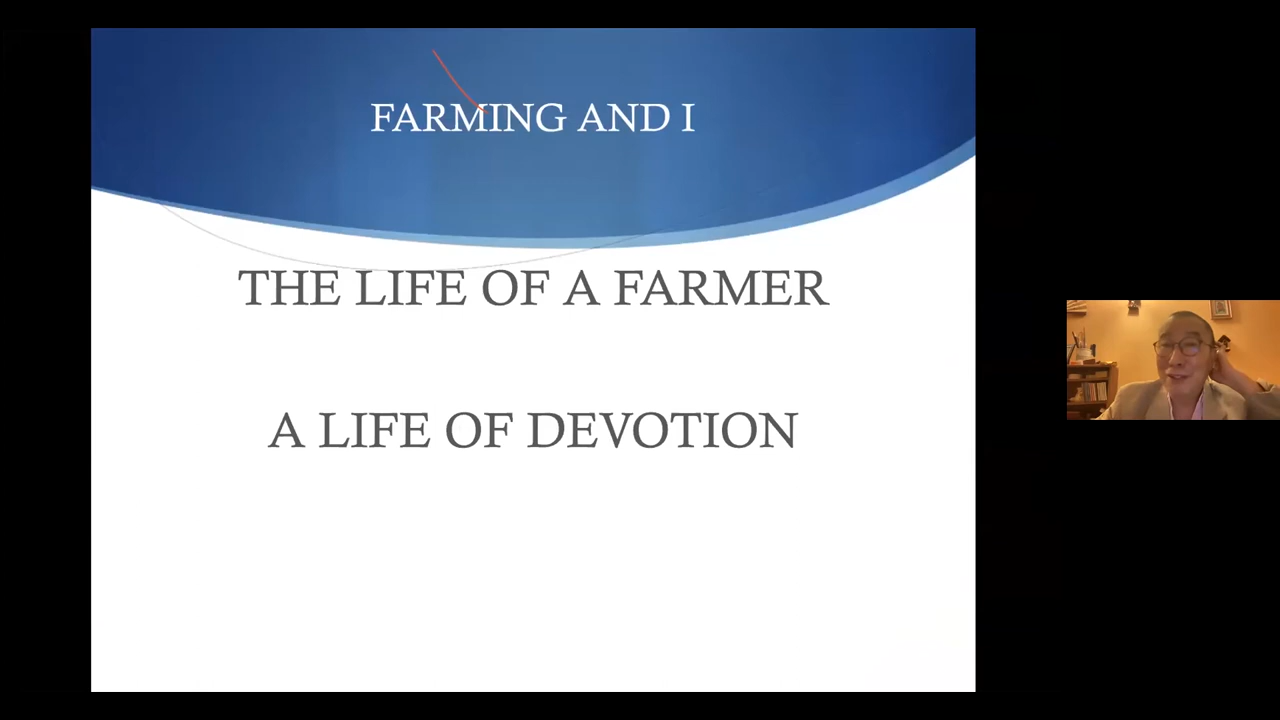 FARMING AND I
THE LIFE OF A FARMER
A LIFE OF DEVOTION